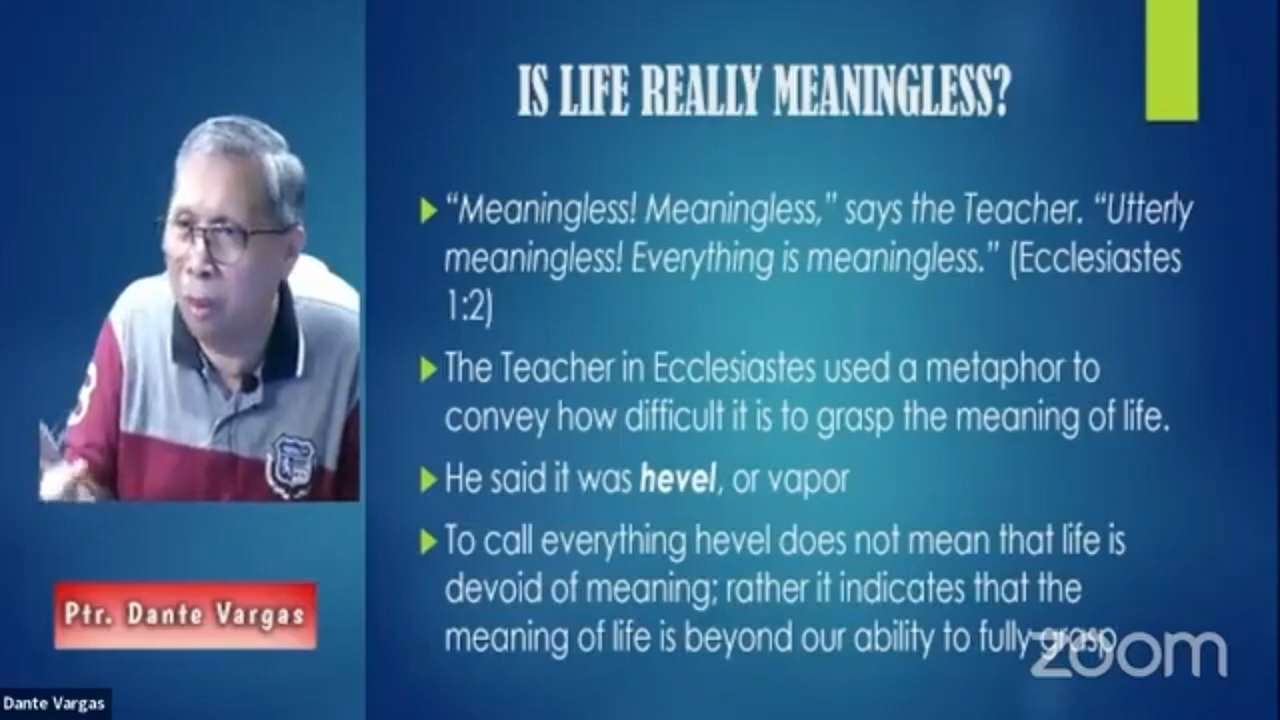 IS LIFE REALLY MEANINGLESS?
“Meaningless! Meaningless,” says the Teacher. “Utterly
meaningless! Everything is meaningless.” (Ecclesiastes
1:2)
The Teacher in Ecclesiastes used a metaphor to
convey how difficult it is to grasp the meaning of life.
He said it was hevel, or vapor
To call everything hevel does not mean that life is
devoid of meaning; rather it indicates that the
meaning of life is beyond our ability to fully grasp
zoom
Ptr. Dante Vargas
Dante Vargas